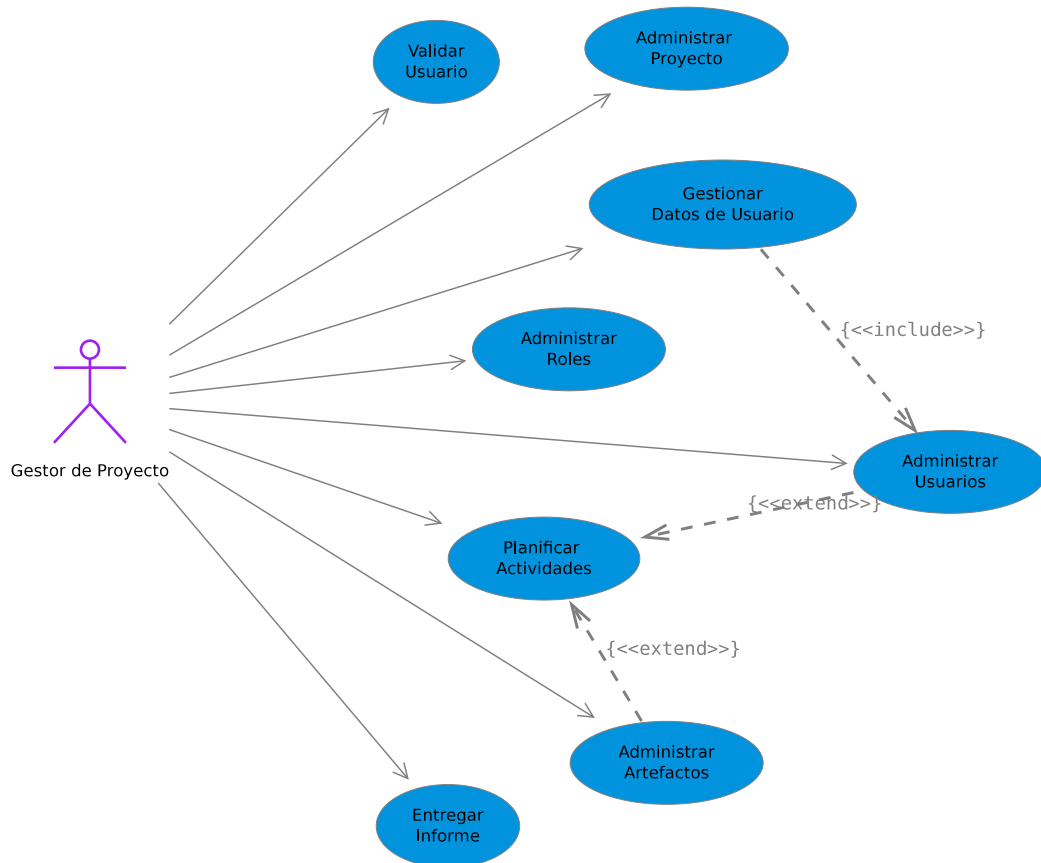 Validar
Usuario
Administrar
Proyecto
Gestionar
Datos de Usuario
Administrar
Roles
{<<include>>}
Gestor de Proyecto
Administrar
Usuarios
{<<extend>>}
Planificar
Actividades
{<<extend>>}
Administrar
Artefactos
Entregar
Informe